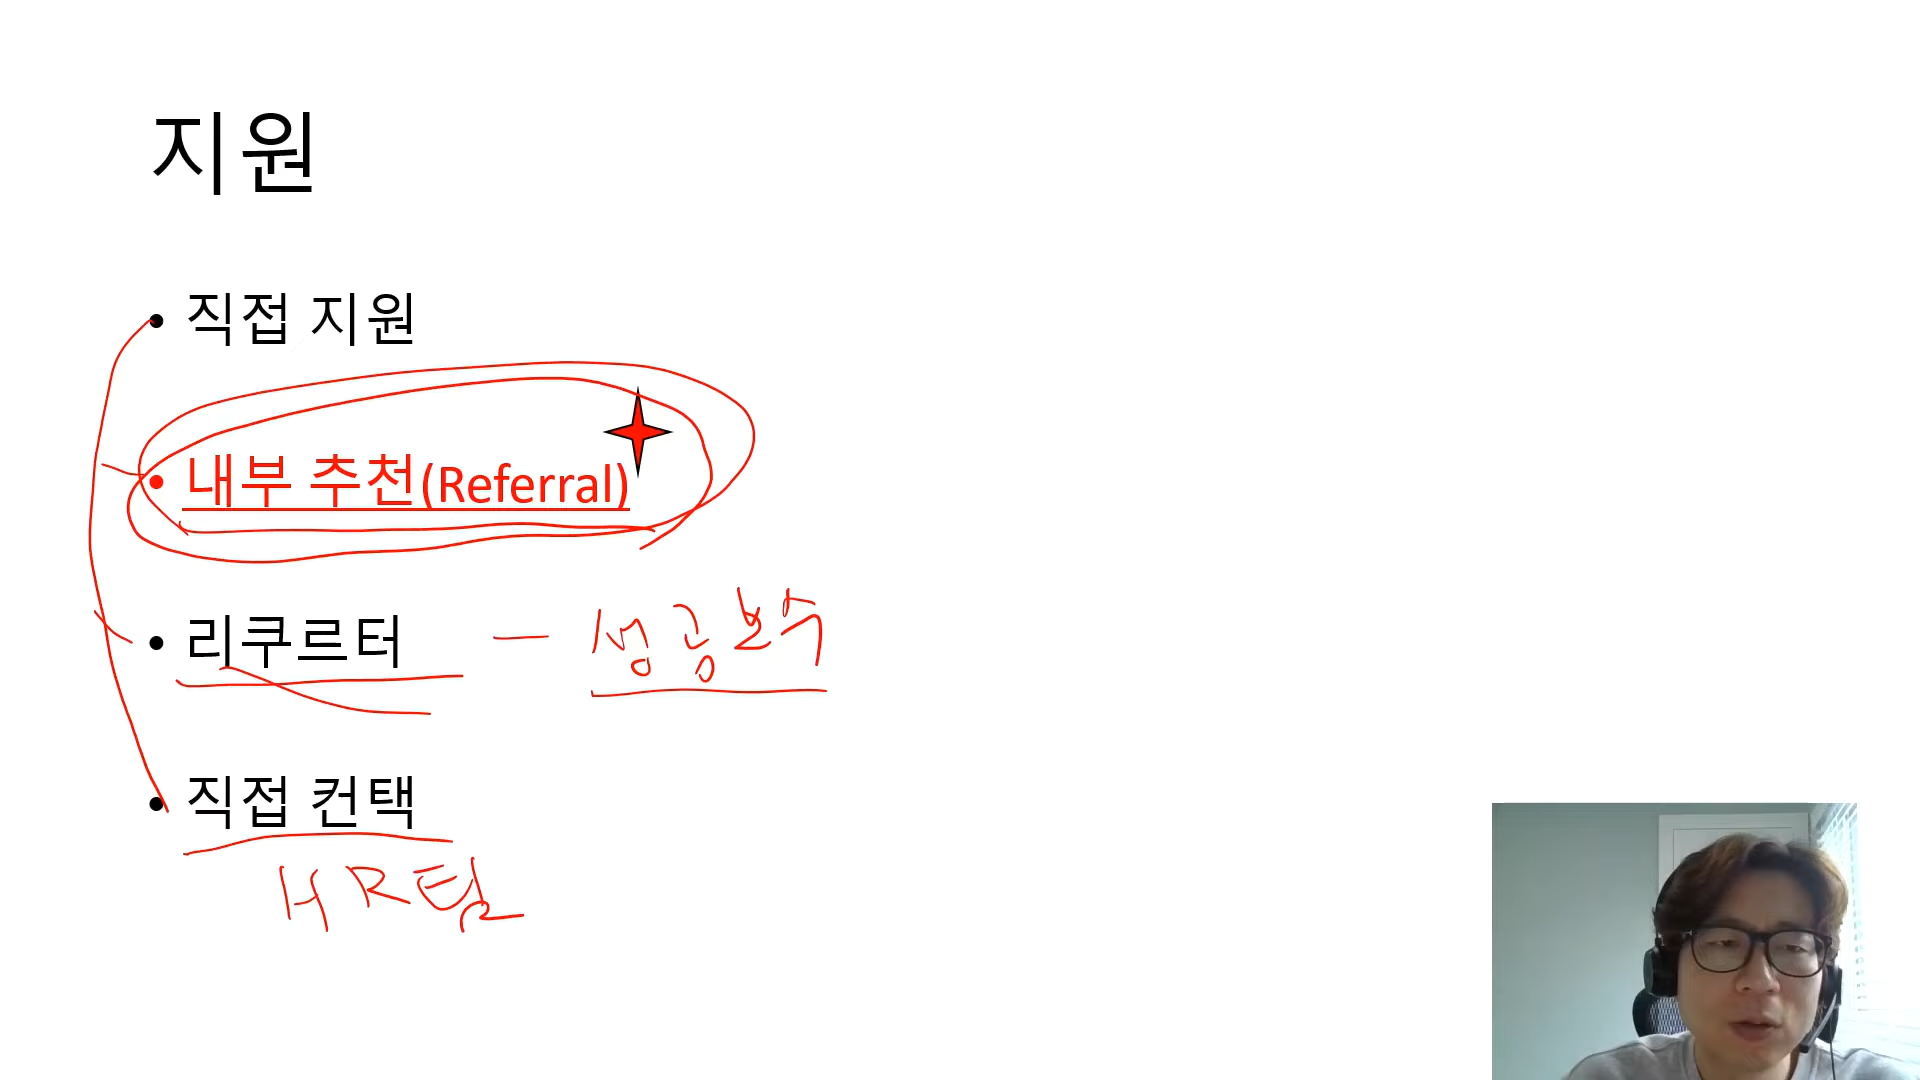 지원
• 직접 지원
• 내부 추천(Referral)
• 리쿠르터 — 성공보수
• 직접 컨택
HR팀